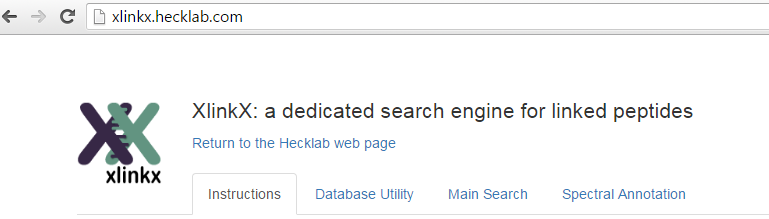 xlinkx.hecklab.com
XlinkX: a dedicated search engine for linked peptides
Return to the Hecklab web page
xlinkx
Instructions Database Utility Main Search Spectral Annotation